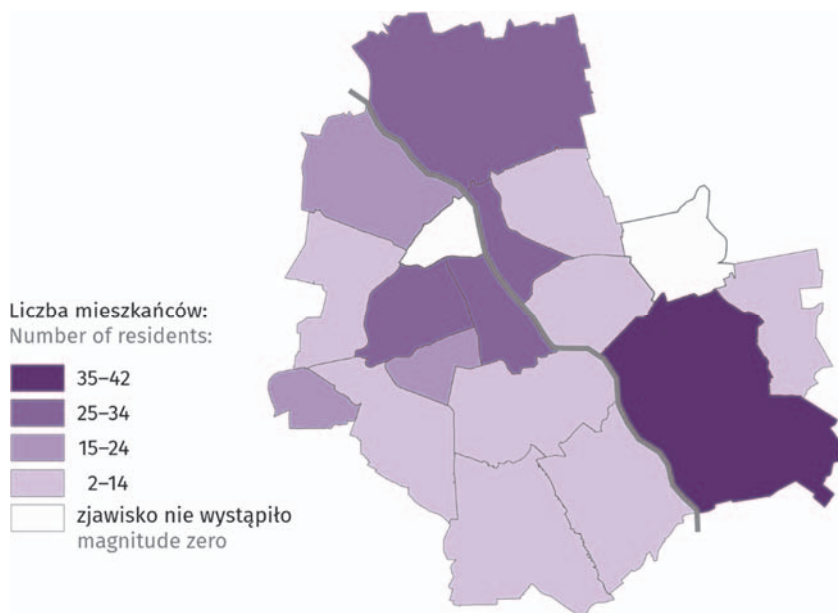 Liczba mieszkańców:
Number of residents:
35–42
25–34
15–24
2–14
zjawisko nie wystąpiło
magnitude zero